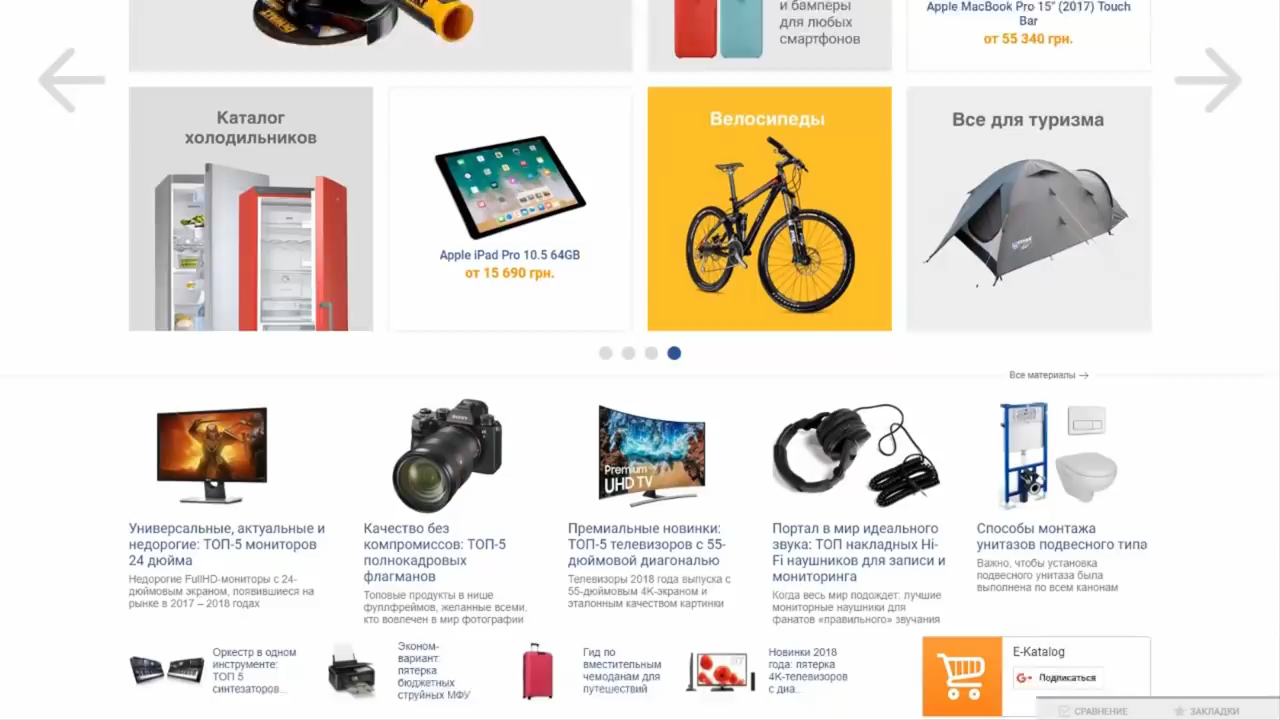 и бамперы
для любых
смартфонов
Apple MacBook Pro 15" (2017) Touch
Bar
от 55 340 грн.
Каталог
холодильников
Apple iPad Pro 10.5 64GB
от 15 690 грн.
Велосипеды
Все для туризма
Все материалы →
SONY
Premium
UHD TV
Универсальные, актуальные и
недорогие: ТОП-5 мониторов
24 дюйма
Недорогие FullHD-мониторы с 24-
дюймовым экраном, появившиеся на
рынке в 2017 – 2018 годах
Качество без
компромиссов: ТОП-5
полнокадровых
флагманов
Топовые продукты в нише
фуллфреймов, желанные всеми,
кто вовлечен в мир фотографии
Премиальные новинки:
ТОП-5 телевизоров с 55-
дюймовой диагональю
Телевизоры 2018 года выпуска с
55-дюймовым 4K-экраном и
эталонным качеством картинки
Портал в мир идеального
звука: ТОП накладных Hi-
Fi наушников для записи и
мониторинга
Когда весь мир подождет: лучшие
мониторные наушники для
фанатов «правильного» звучания
Способы монтажа
унитазов подвесного типа
Важно, чтобы установка
подвесного унитаза была
выполнена по всем канонам
Оркестр в одном
инструменте:
ТОП 5
синтезаторов...
Эконом-
вариант:
пятерка
бюджетных
струйных МФУ
Гид по
вместительным
чемоданам для
путешествий
Новинки 2018
года: пятерка
4K-телевизоров
с диа...
E-Katalog
G+ Подписаться
СРАВНЕНИЕ
ЗАКЛАДКИ